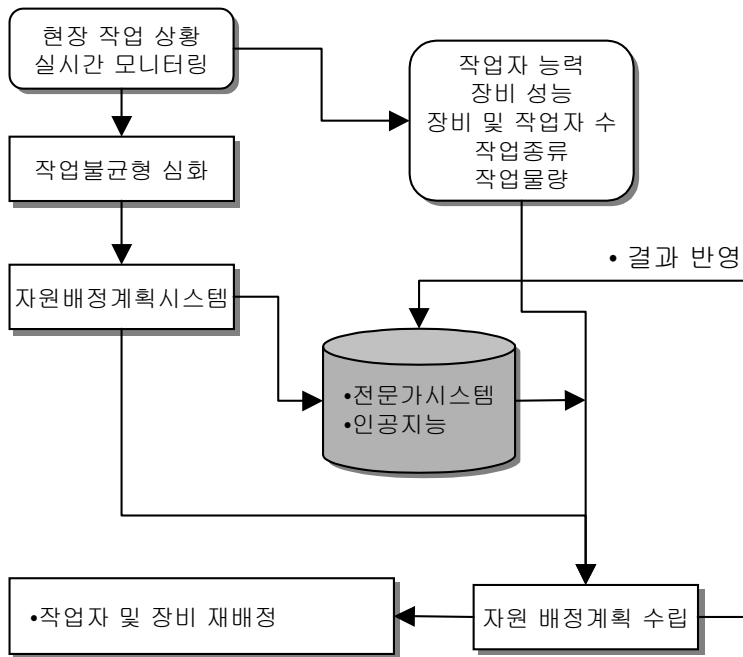 현장 작업 상황
실시간 모니터링
작업자 능력
장비 성능
장비 및 작업자 수
작업종류
작업물량
작업불균형 심화
• 결과 반영
자원배정계획시스템
•전문가시스템
•인공지능
•작업자 및 장비 재배정
자원 배정계획 수립